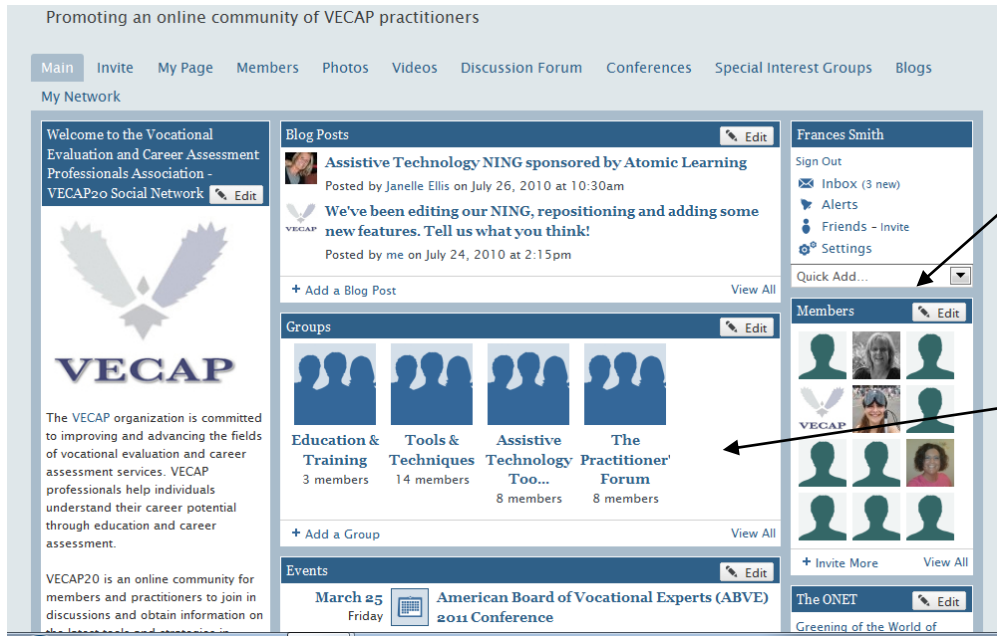 Promoting an online community of VECAP practitioners
Main Invite My Page Members Photos Videos Discussion Forum Conferences Special Interest Groups Blogs
My Network
Welcome to the Vocational
Evaluation and Career Assessment
Professionals Association -
VECAP20 Social Network Edit
VECAP
The VECAP organization is committed
to improving and advancing the fields
of vocational evaluation and career
assessment services. VECAP
professionals help individuals
understand their career potential
through education and career
assessment.
VECAP20 is an online community for
members and practitioners to join in
discussions and obtain information on
the latest tools and strategies in
Blog Posts Edit
Assistive Technology NING sponsored by Atomic Learning
Posted by Janelle Ellis on July 26, 2010 at 10:30am
VECAP
We've been editing our NING, repositioning and adding some
new features. Tell us what you think!
Posted by me on July 24, 2010 at 2:15pm
+ Add a Blog Post View All
Groups Edit
Education &
Training
3 members
Tools &
Techniques
14 members
Assistive
Technology
Too...
8 members
The
Practitioner'
Forum
8 members
+ Add a Group View All
Events Edit
March 25
Friday
American Board of Vocational Experts (ABVE)
2011 Conference
Frances Smith
Sign Out
Inbox (3 new)
Alerts
Friends - Invite
Settings
Quick Add...
Members Edit
VECAP
+ Invite More View All
The ONET Edit
Greening of the World of